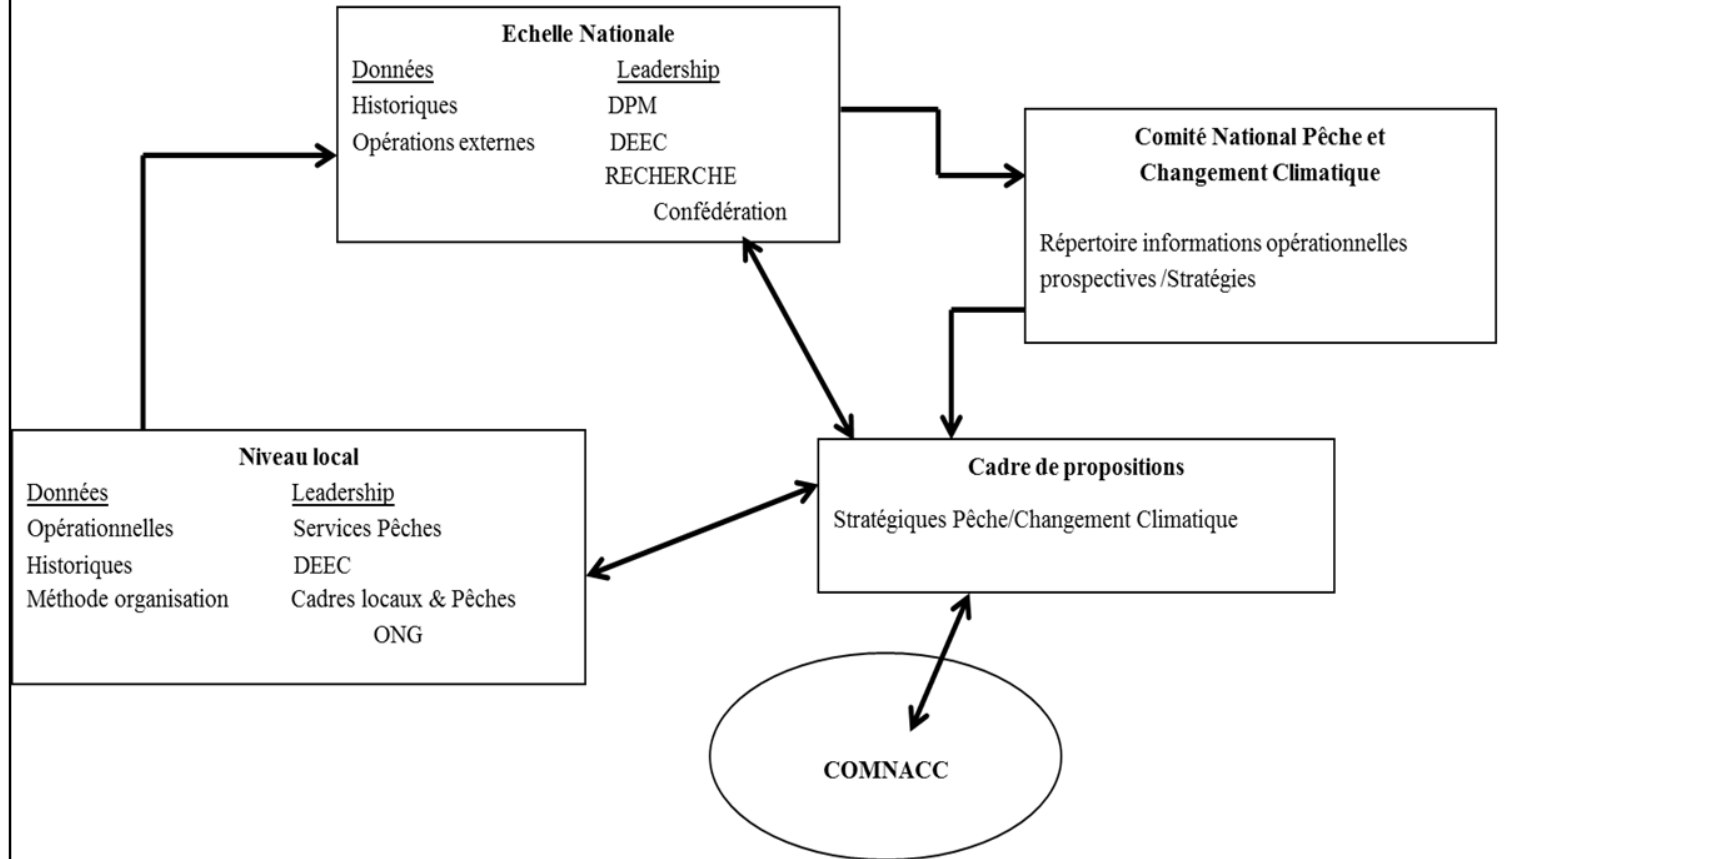 Echelle Nationale
Données Leadership
Historiques DPM
Opérations externes DEEC
RECHERCHE
Confédération
Comité National Pêche et
Changement Climatique
Répertoire informations opérationnelles
prospectives /Stratégies
Niveau local
Données Leadership
Opérationnelles Services Pêches
Historiques DEEC
Méthode organisation Cadres locaux & Pêches
ONG
Cadre de propositions
Stratégiques Pêche/Changement Climatique
COMNACC